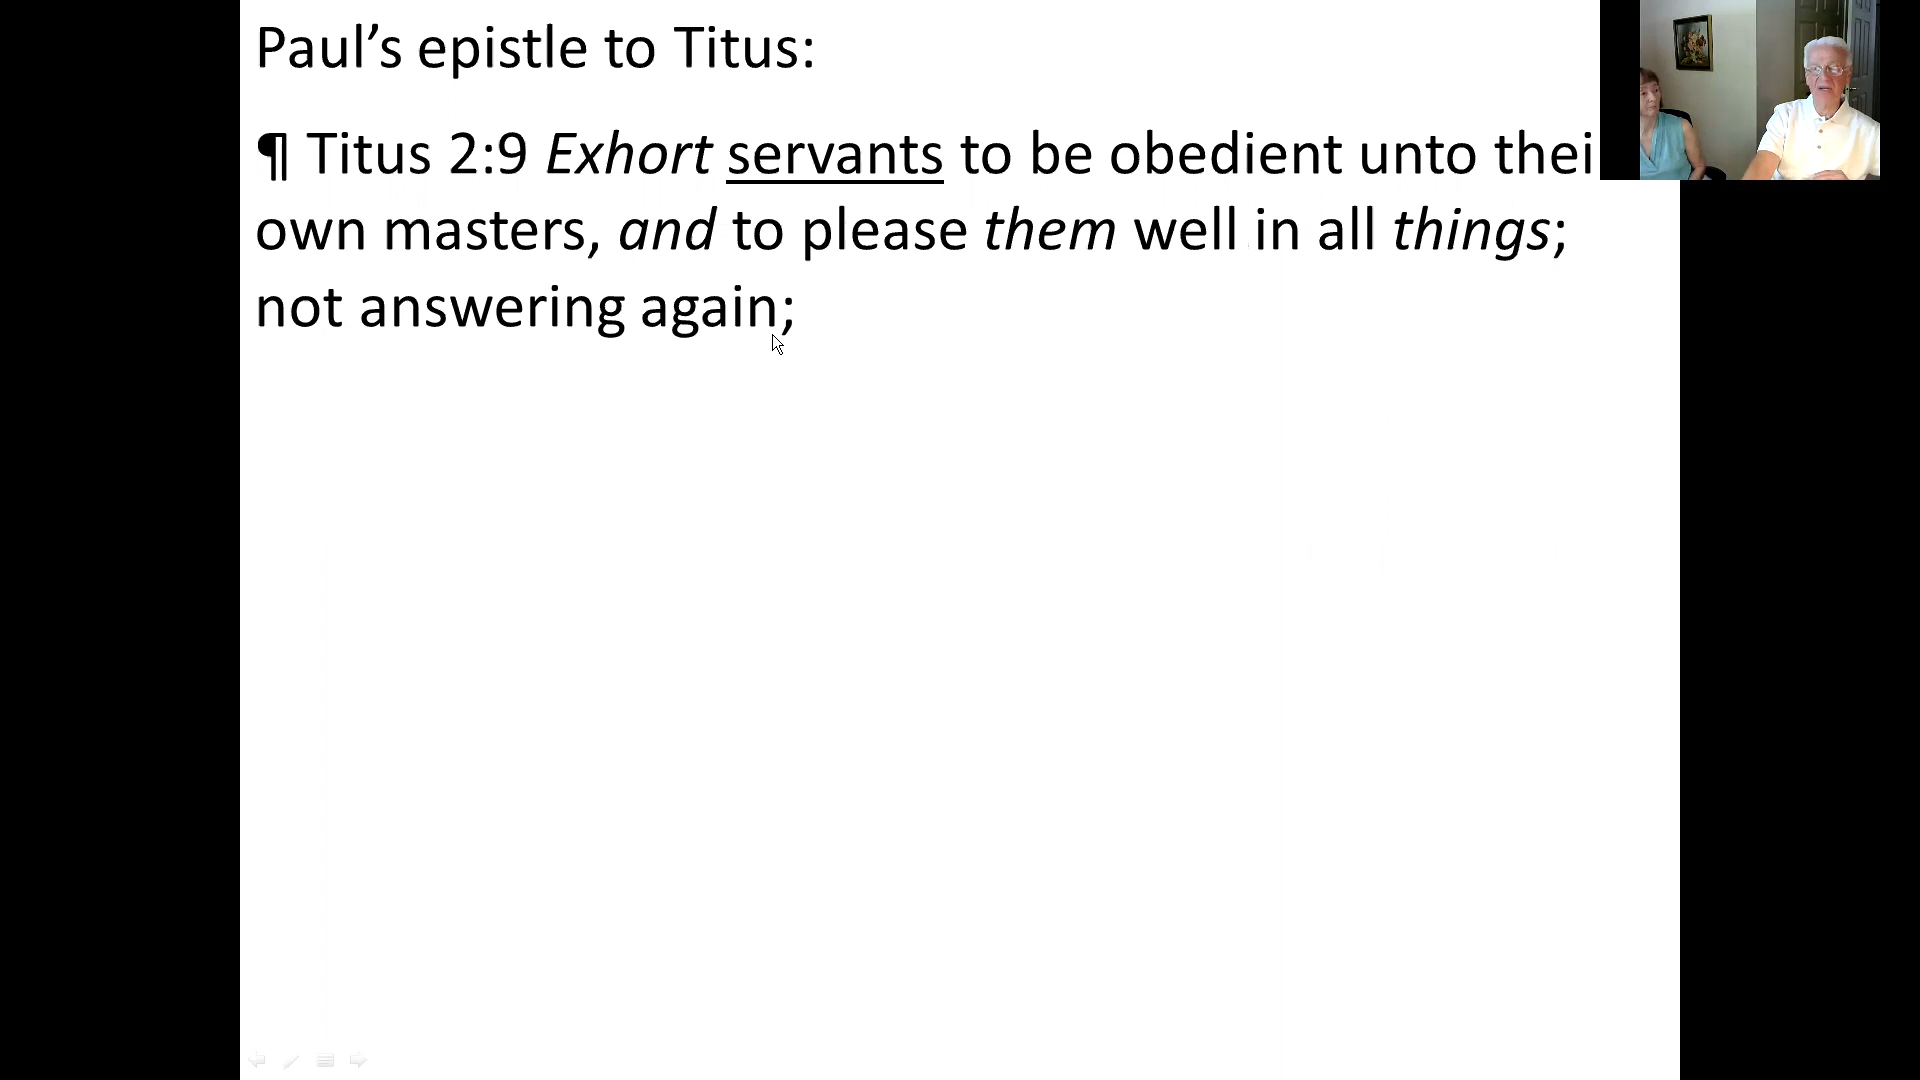 Paul’s epistle to Titus:
¶ Titus 2:9 Exhort servants to be obedient unto thei
own masters, and to please them well in all things;
not answering again;